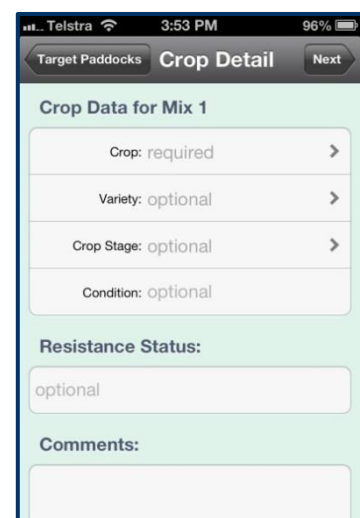 Telstra 3:53 PM 96%
Target Paddocks Crop Detail Next
Crop Data for Mix 1
Crop: required
Variety: optional
Crop Stage: optional
Condition: optional
Resistance Status:
optional
Comments: